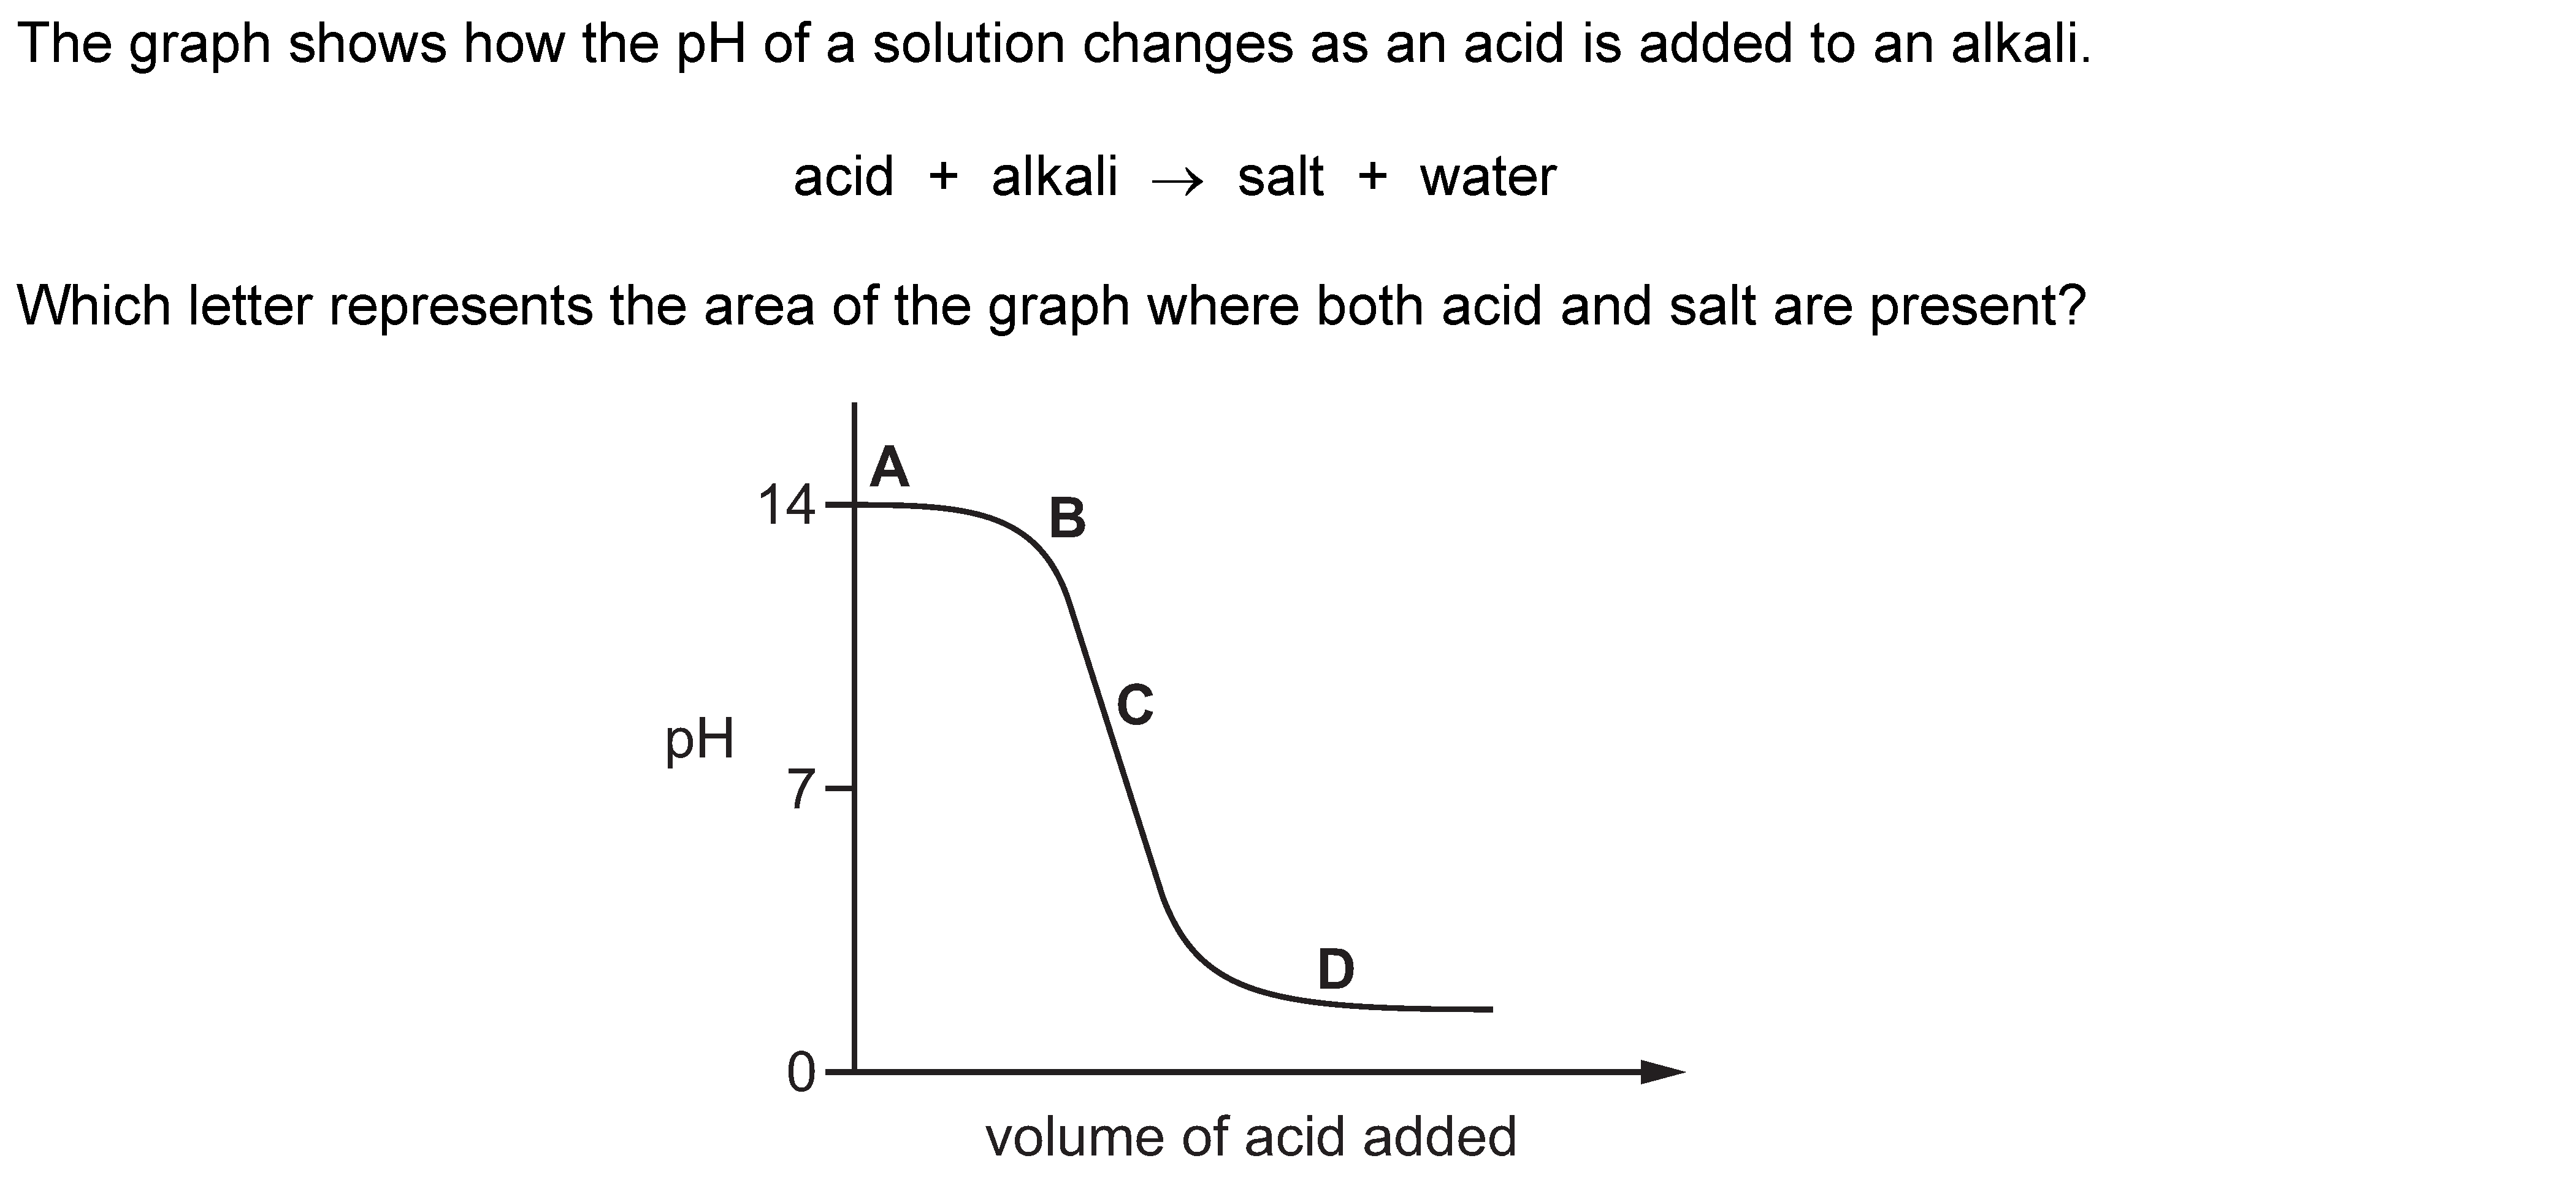 The graph shows how the pH of a solution changes as an acid is added to an alkali.
acid + alkali → salt + water
Which letter represents the area of the graph where both acid and salt are present?
A
14
B
C
pH
7
D
0
volume of acid added